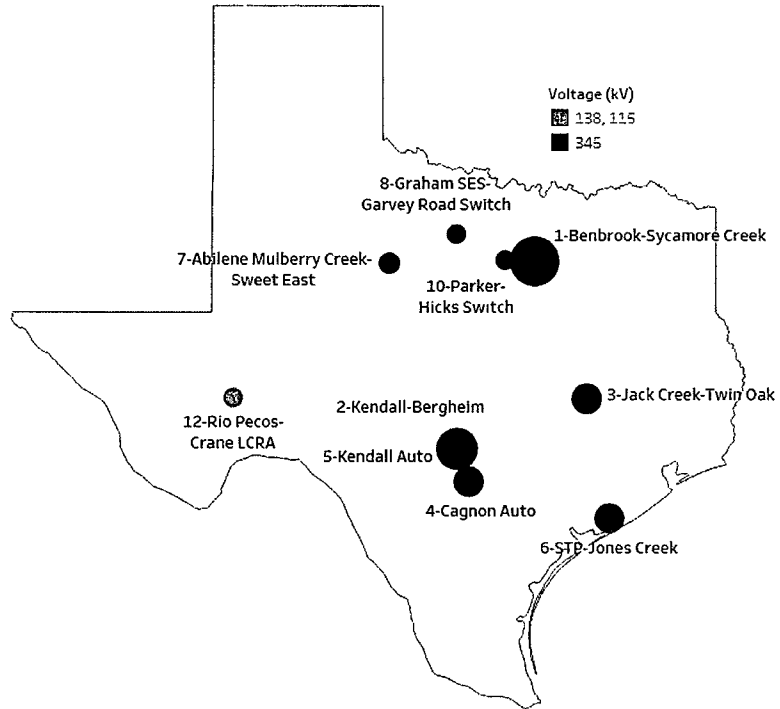 Voltage (kV)
138, 115
345
8-Graham SES-
Garvey Road Switch
1-Benbrook-Sycamore Creek
7-Abilene Mulberry Creek-
Sweet East
10-Parker-
Hicks Switch
3-Jack Creek-Twin Oak
2-Kendall-Bergheim
12-Rio Pecos-
Crane LCRA
5-Kendall Auto
4-Cagnon Auto
6-STP-Jones Creek